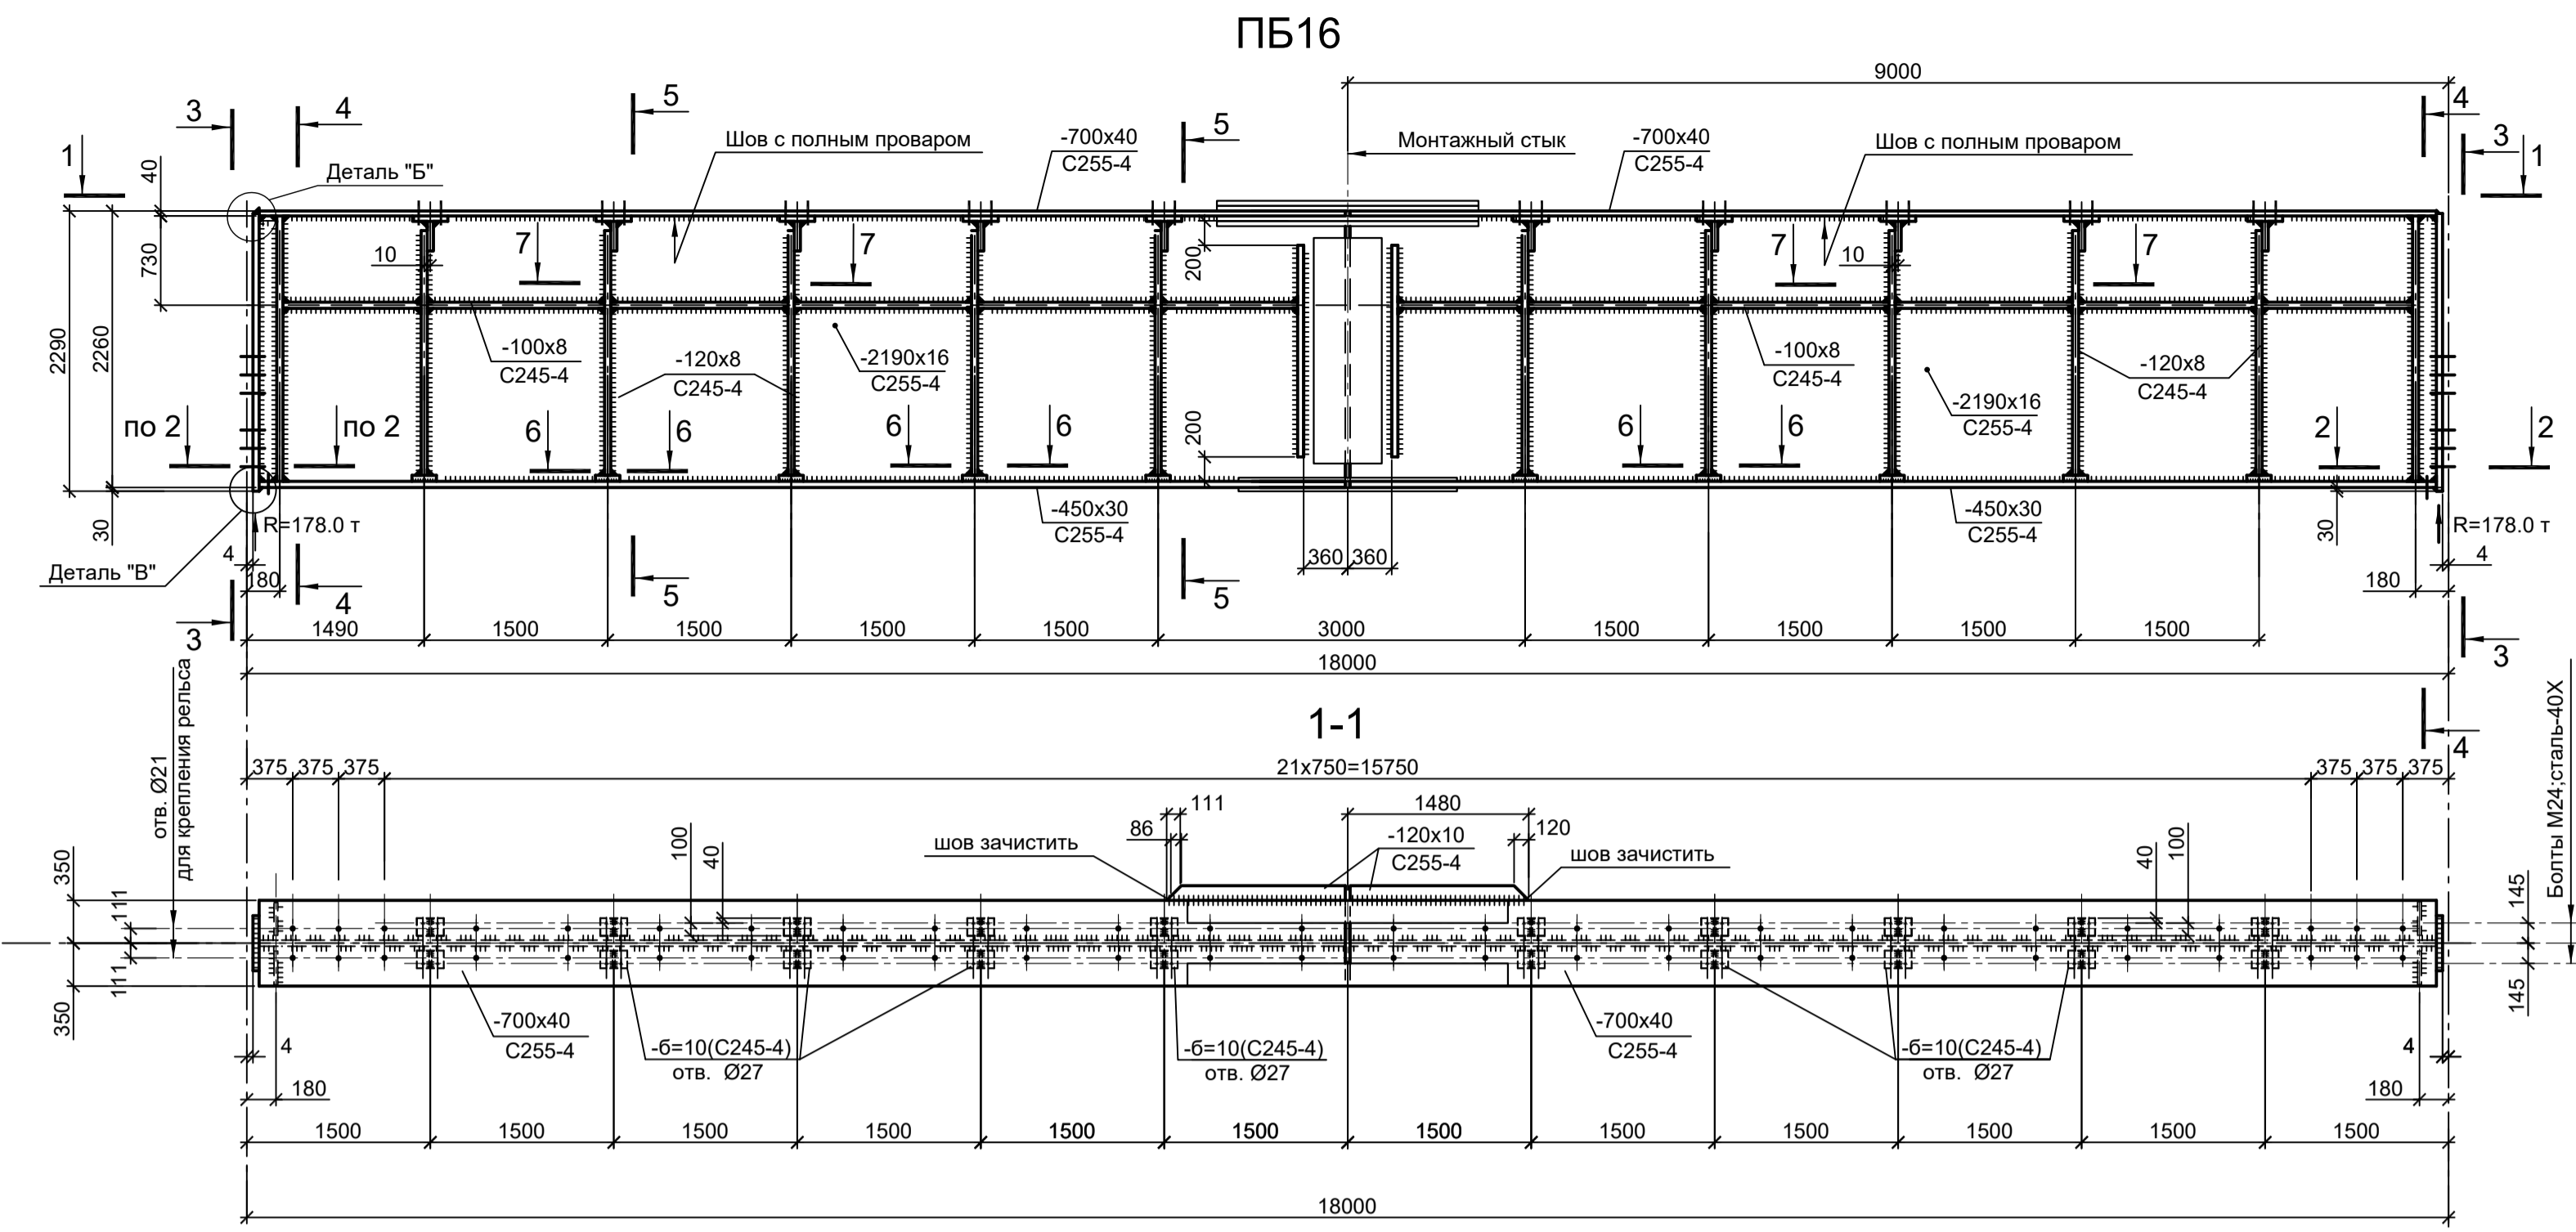 ПБ16
9000
3
4
5
5
4
3
1
1
40
Деталь "Б"
Шов с полным проваром
-700х40
С255-4
Монтажный стык
-700х40
С255-4
Шов с полным проваром
730
2290
2260
10
7
7
200
7
10
7
-100х8
С245-4
-120х8
С245-4
-2190х16
С255-4
-100х8
С245-4
-2190х16
С255-4
-120х8
С245-4
по 2
по 2
6
6
6
6
200
6
6
2
2
30
R=178.0 т
-450х30
С255-4
-450х30
С255-4
30
R=178.0 т
4
Деталь "В"
180
4
5
5
360
360
180
4
3
3
1490
1500
1500
1500
1500
3000
1500
1500
1500
1500
18000
1-1
4
отв. Ø21
для крепления рельса
Болты М24;сталь-40Х
375
375
375
21х750=15750
375
375
375
111
86
1480
120
шов зачистить
-120х10
С255-4
шов зачистить
100
40
40
100
350
350
111
111
145
145
-700х40
С255-4
-б=10(С245-4)
отв. Ø27
-б=10(С245-4)
отв. Ø27
-700х40
С255-4
-б=10(С245-4)
отв. Ø27
4
180
4
180
1500
1500
1500
1500
1500
1500
1500
1500
1500
1500
1500
1500
18000